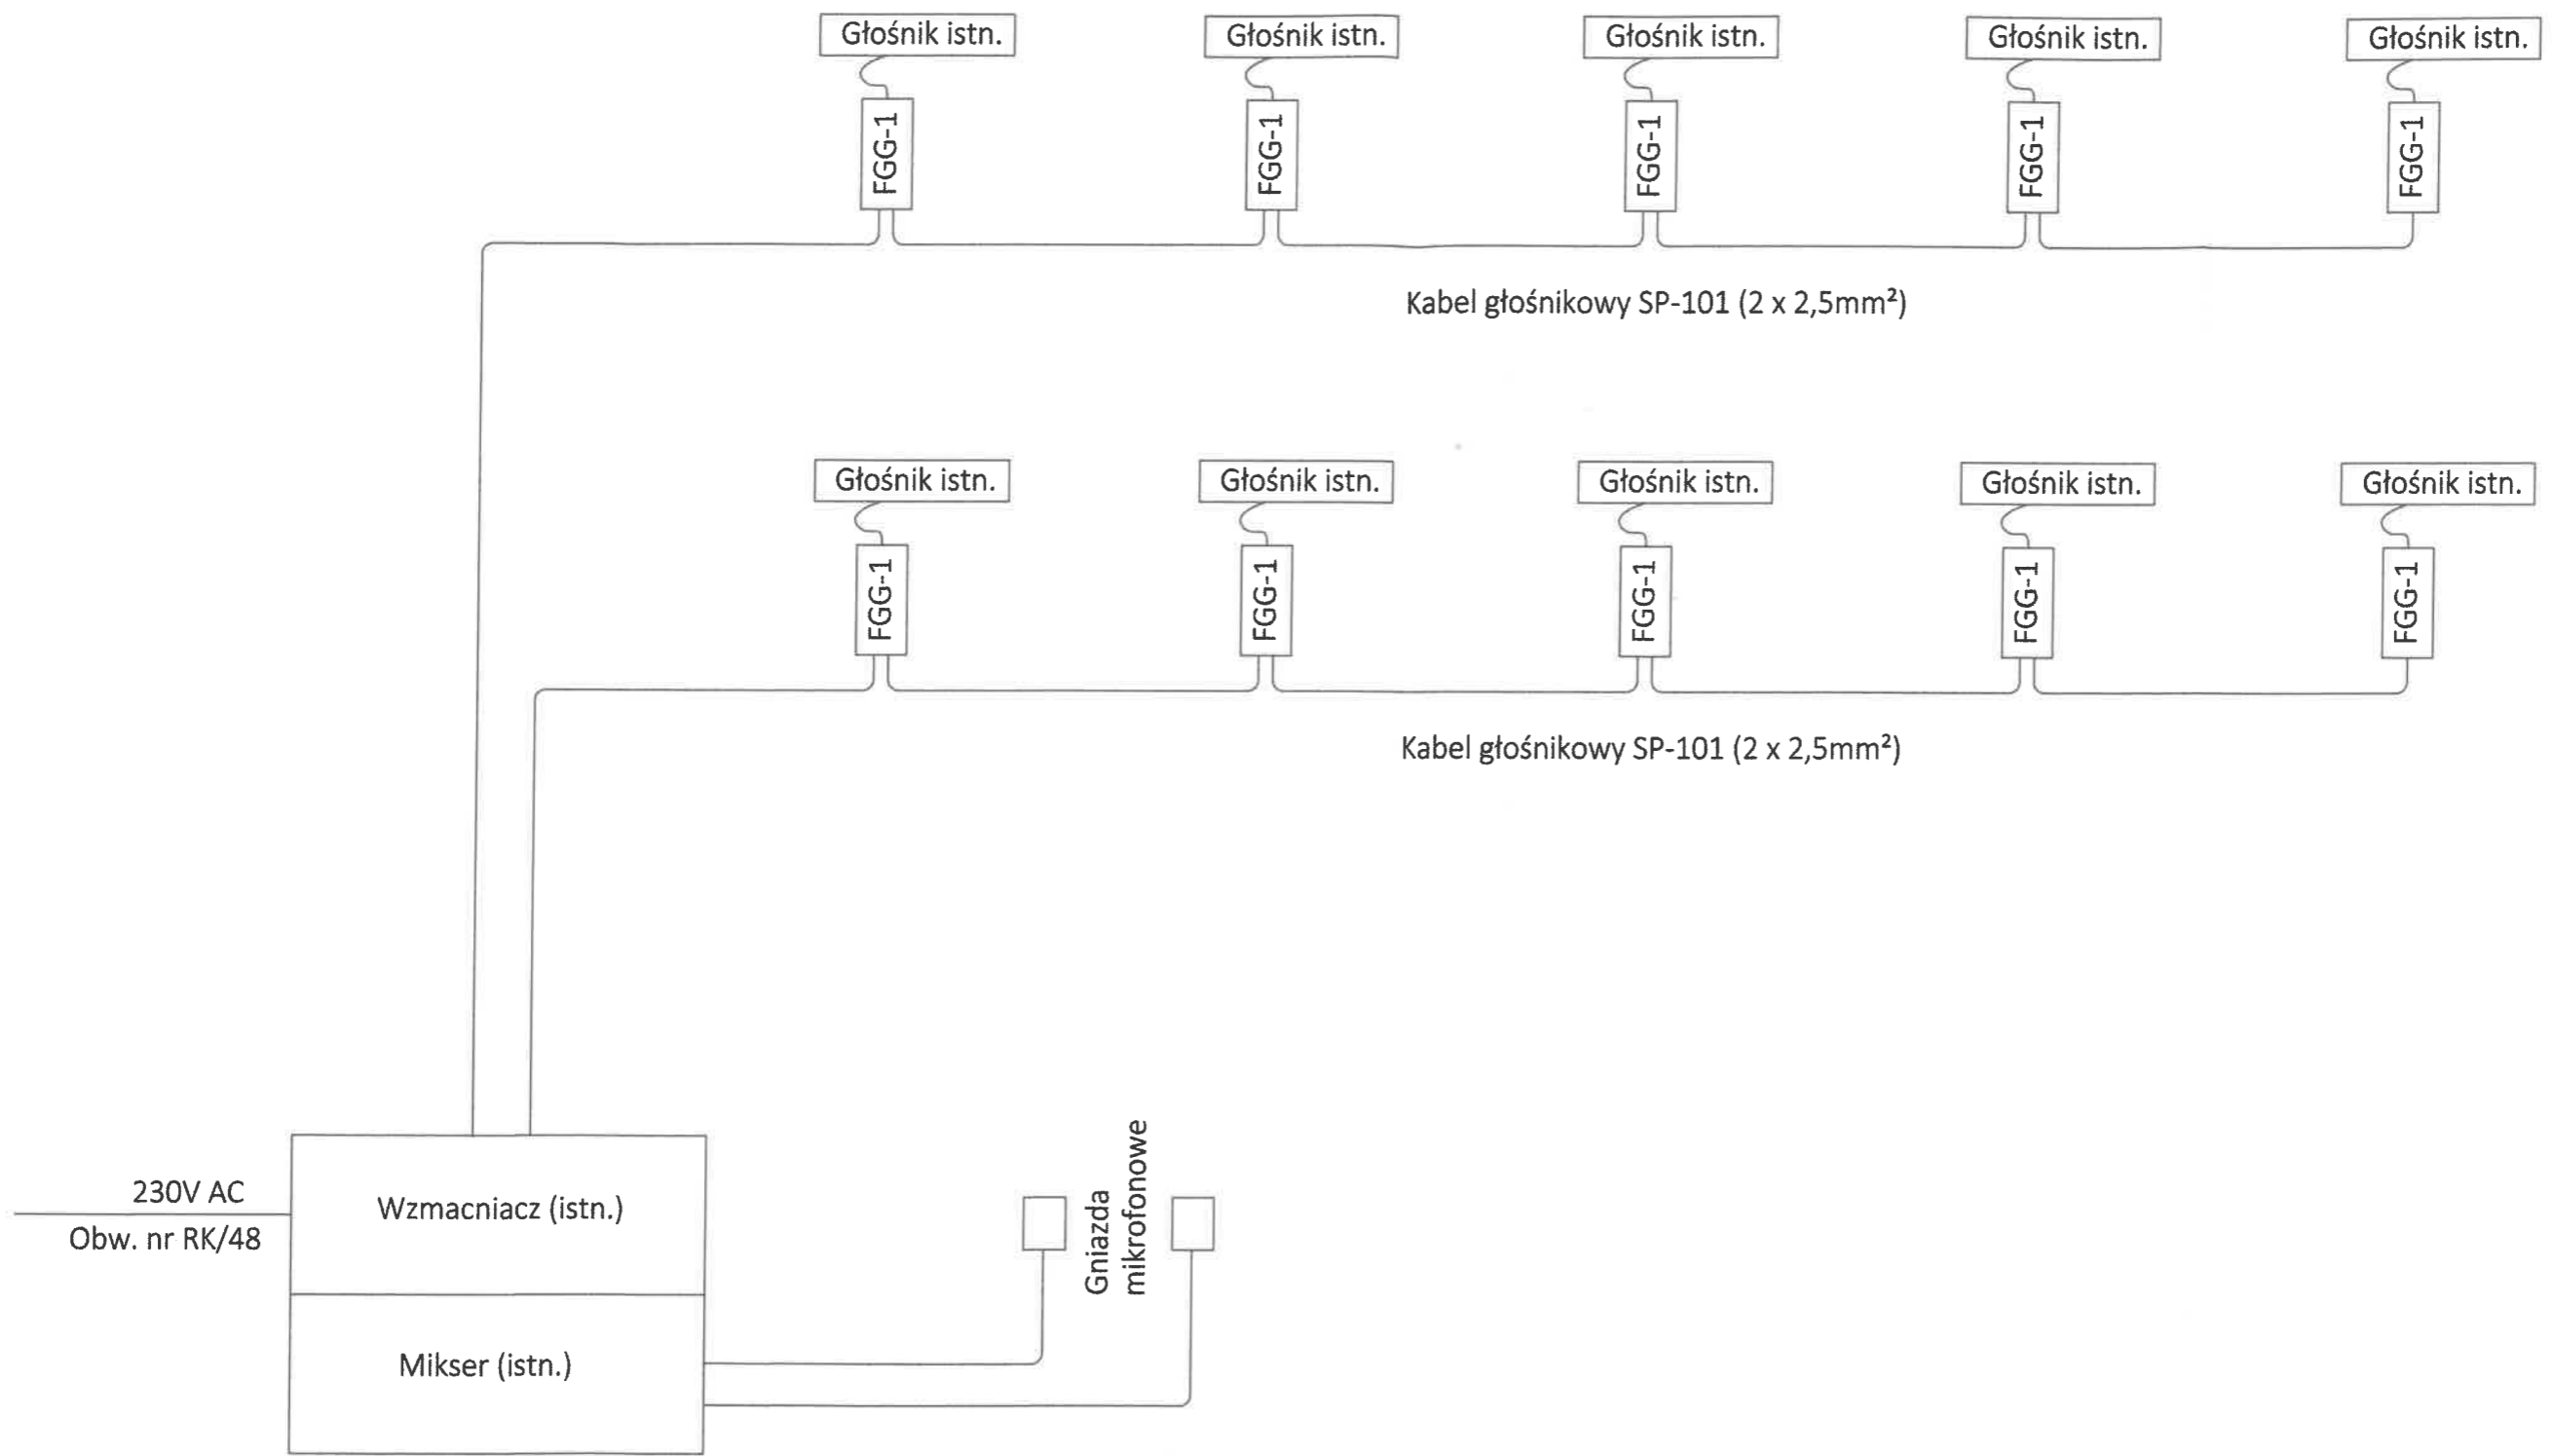 Głośnik istn.
Głośnik istn.
Głośnik istn.
Głośnik istn.
Głośnik istn.
FGG-1
FGG-1
FGG-1
FGG-1
FGG-1
Kabel głośnikowy SP-101 (2 x 2,5mm²)
Głośnik istn.
Głośnik istn.
Głośnik istn.
Głośnik istn.
Głośnik istn.
FGG-1
FGG-1
FGG-1
FGG-1
FGG-1
Kabel głośnikowy SP-101 (2 x 2,5mm²)
230V AC
Obw. nr RK/48
Wzmacniacz (istn.)
Gniazda
mikrofonowe
Mikser (istn.)